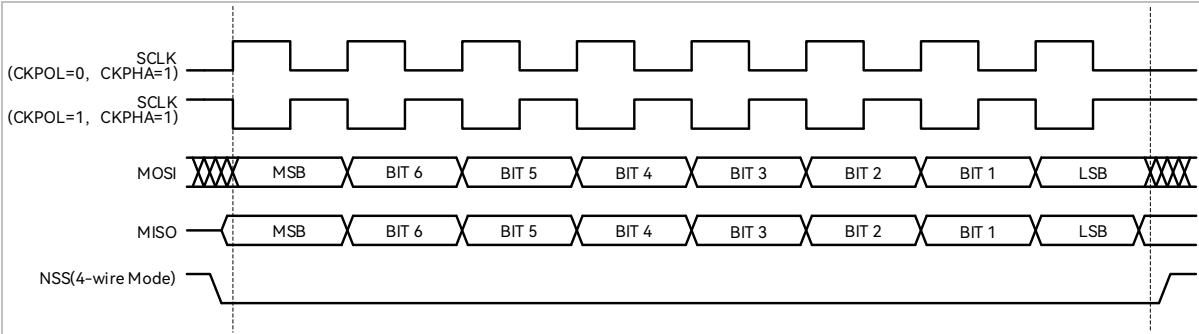 SCLK
(CKPOL=0, CKPHA=1)
SCLK
(CKPOL=1, CKPHA=1)
MOSI MSB BIT 6 BIT 5 BIT 4 BIT 3 BIT 2 BIT 1 LSB
MISO MSB BIT 6 BIT 5 BIT 4 BIT 3 BIT 2 BIT 1 LSB
NSS(4-wire Mode)